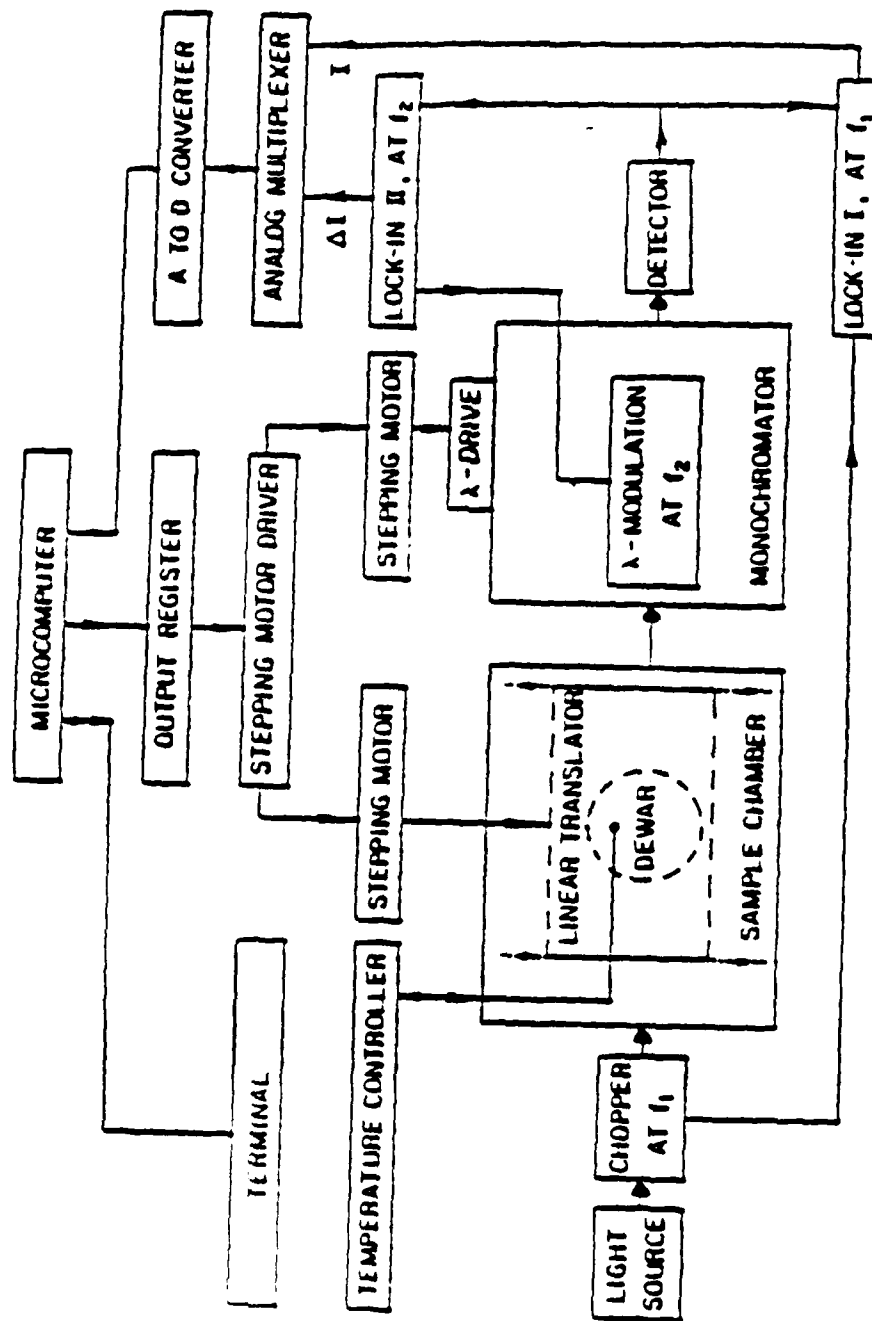 MICROCOMPUTER
OUTPUT REGISTER
A TO D CONVERTER
TERMINAL
STEPPING MOTOR DRIVER
ANALOG MULTIPLEXER
ΔI
I
TEMPERATURE CONTROLLER
STEPPING MOTOR
STEPPING MOTOR
LOCK-IN II, AT f₂
λ-DRIVE
LINEAR TRANSLATOR
DEWAR
SAMPLE CHAMBER
λ-MODULATION
AT f₂
MONOCHROMATOR
LIGHT
SOURCE
CHOPPER
AT f₁
DETECTOR
LOCK-IN I, AT f₁